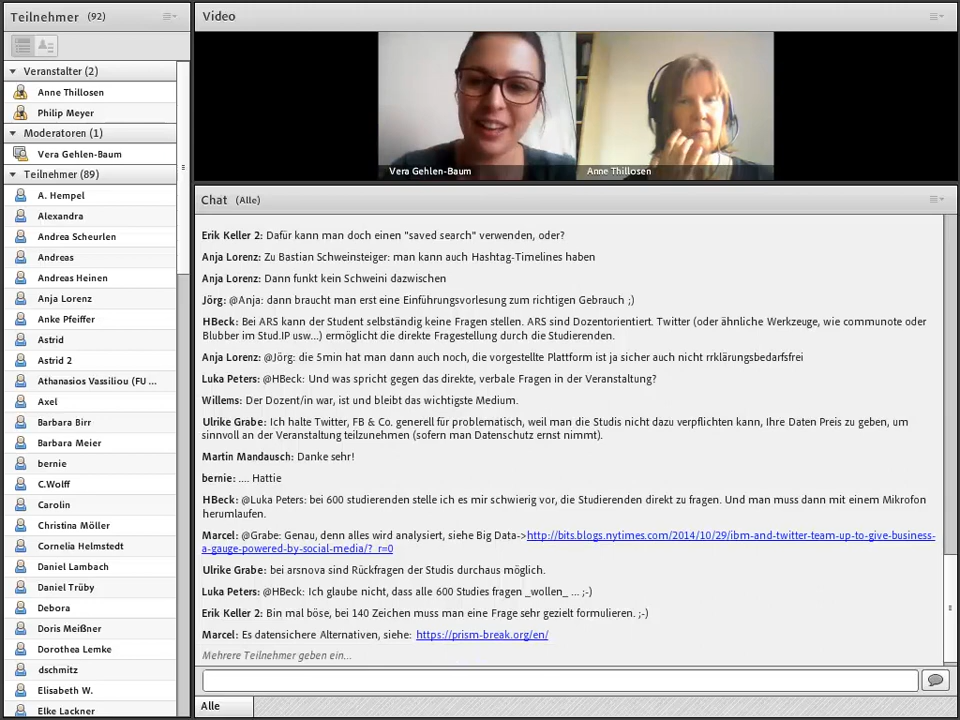 Teilnehmer (92)
Veranstalter (2)
Anne Thillosen
Philip Meyer
Moderatoren (1)
Vera Gehlen-Baum
Teilnehmer (89)
A. Hempel
Alexandra
Andrea Scheurlen
Andreas
Andreas Heinen
Anja Lorenz
Anke Pfeiffer
Astrid
Astrid 2
Athanasios Vassiliou (FU ...
Axel
Barbara Birr
Barbara Meier
bernie
C.Wolff
Carolin
Christina Möller
Cornelia Helmstedt
Daniel Lambach
Daniel Trüby
Debora
Doris Meißner
Dorothea Lemke
dschmitz
Elisabeth W.
Elke Lackner
Video
Vera Gehlen-Baum
Anne Thillosen
Chat (Alle)
Erik Keller 2: Dafür kann man doch einen "saved search" verwenden, oder?
Anja Lorenz: Zu Bastian Schweinsteiger: man kann auch Hashtag-Timelines haben
Anja Lorenz: Dann funkt kein Schweini dazwischen
Jörg: @Anja: dann braucht man erst eine Einführungsvorlesung zum richtigen Gebrauch ;)
HBeck: Bei ARS kann der Student selbständig keine Fragen stellen. ARS sind Dozentorientiert. Twitter (oder ähnliche Werkzeuge, wie communote oder
Blubber im Stud.IP usw...) ermöglicht die direkte Fragestellung durch die Studierenden.
Anja Lorenz: @Jörg: die 5min hat man dann auch noch, die vorgestellte Plattform ist ja sicher auch nicht rrklärungsbedarfsfrei
Luka Peters: @HBeck: Und was spricht gegen das direkte, verbale Fragen in der Veranstaltung?
Willems: Der Dozent/in war, ist und bleibt das wichtigste Medium.
Ulrike Grabe: Ich halte Twitter, FB & Co. generell für problematisch, weil man die Studis nicht dazu verpflichten kann, Ihre Daten Preis zu geben, um
sinnvoll an der Veranstaltung teilzunehmen (sofern man Datenschutz ernst nimmt).
Martin Mandausch: Danke sehr!
bernie: .... Hattie
HBeck: @Luka Peters: bei 600 studierenden stelle ich es mir schwierig vor, die Studierenden direkt zu fragen. Und man muss dann mit einem Mikrofon
herumlaufen.
Marcel: @Grabe: Genau, denn alles wird analysiert, siehe Big Data->http://bits.blogs.nytimes.com/2014/10/29/ibm-and-twitter-team-up-to-give-business-
a-gauge-powered-by-social-media/?_r=0
Ulrike Grabe: bei arsnova sind Rückfragen der Studis durchaus möglich.
Luka Peters: @HBeck: Ich glaube nicht, dass alle 600 Studies fragen _wollen_ ... ;-)
Erik Keller 2: Bin mal böse, bei 140 Zeichen muss man eine Frage sehr gezielt formulieren. ;-)
Marcel: Es datensichere Alternativen, siehe: https://prism-break.org/en/
Mehrere Teilnehmer geben ein...
Alle